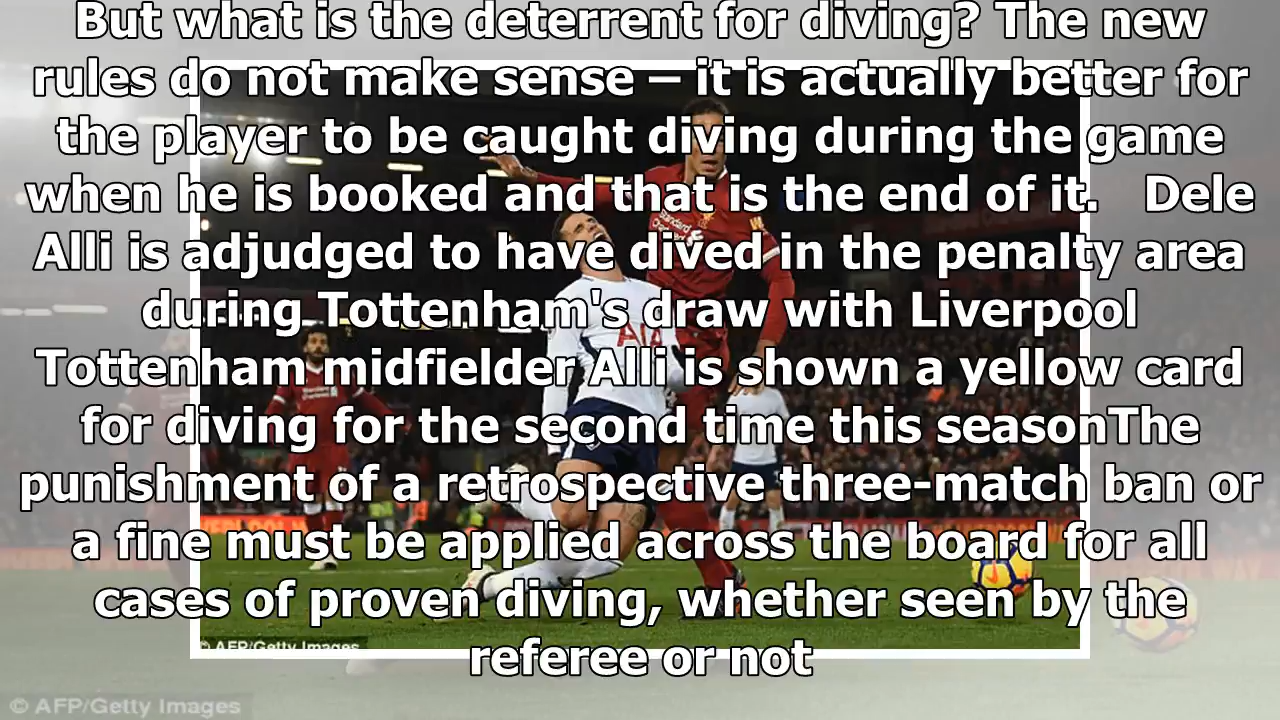 But what is the deterrent for diving? The new
rules do not make sense – it is actually better for
the player to be caught diving during the game
when he is booked and that is the end of it.   Dele
Alli is adjudged to have dived in the penalty area
during Tottenham's draw with Liverpool
Tottenham midfielder Alli is shown a yellow card
for diving for the second time this seasonThe
punishment of a retrospective three-match ban or
a fine must be applied across the board for all
cases of proven diving, whether seen by the
referee or not
Standard
Chartered
AIA
© AFP/Getty Images
© AFP/Getty Images